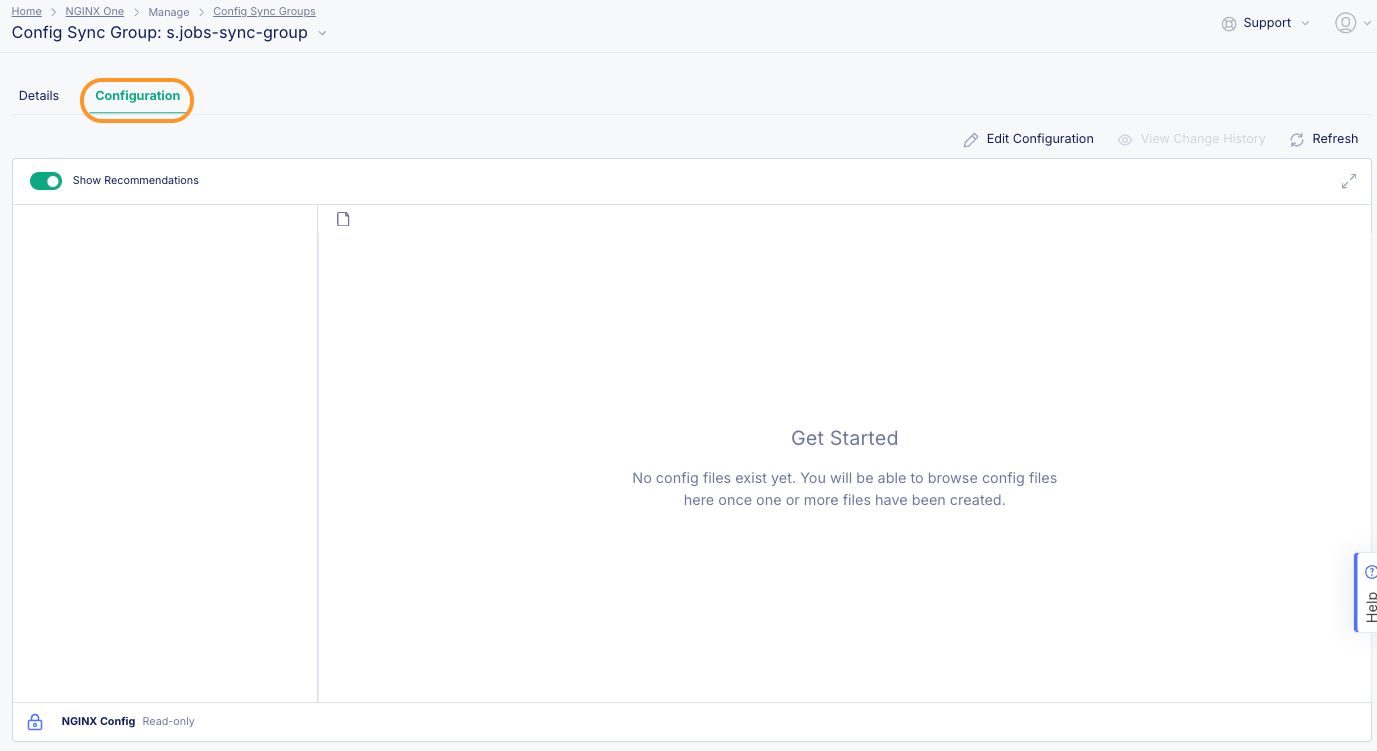 Home > NGINX One > Manage > Config Sync Groups
Config Sync Group: s.jobs-sync-group
Support
Details
Configuration
Edit Configuration
View Change History
Refresh
Show Recommendations
Get Started
No config files exist yet. You will be able to browse config files
here once one or more files have been created.
Help
NGINX Config Read-only